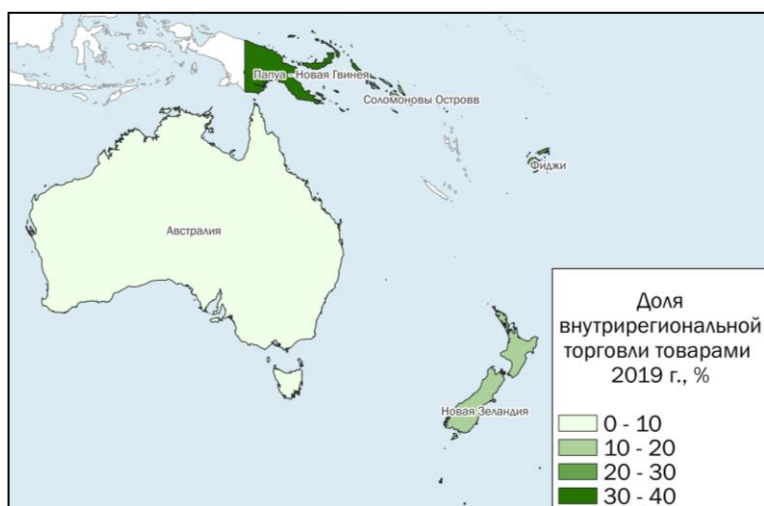 Папуа - Новая Гвинея
Соломоновы Островв
Фиджи
Австралия
Новая Зеландия
Доля
внутрирегиональной
торговли товарами
2019 г., %
0 - 10
10 - 20
20 - 30
30 - 40